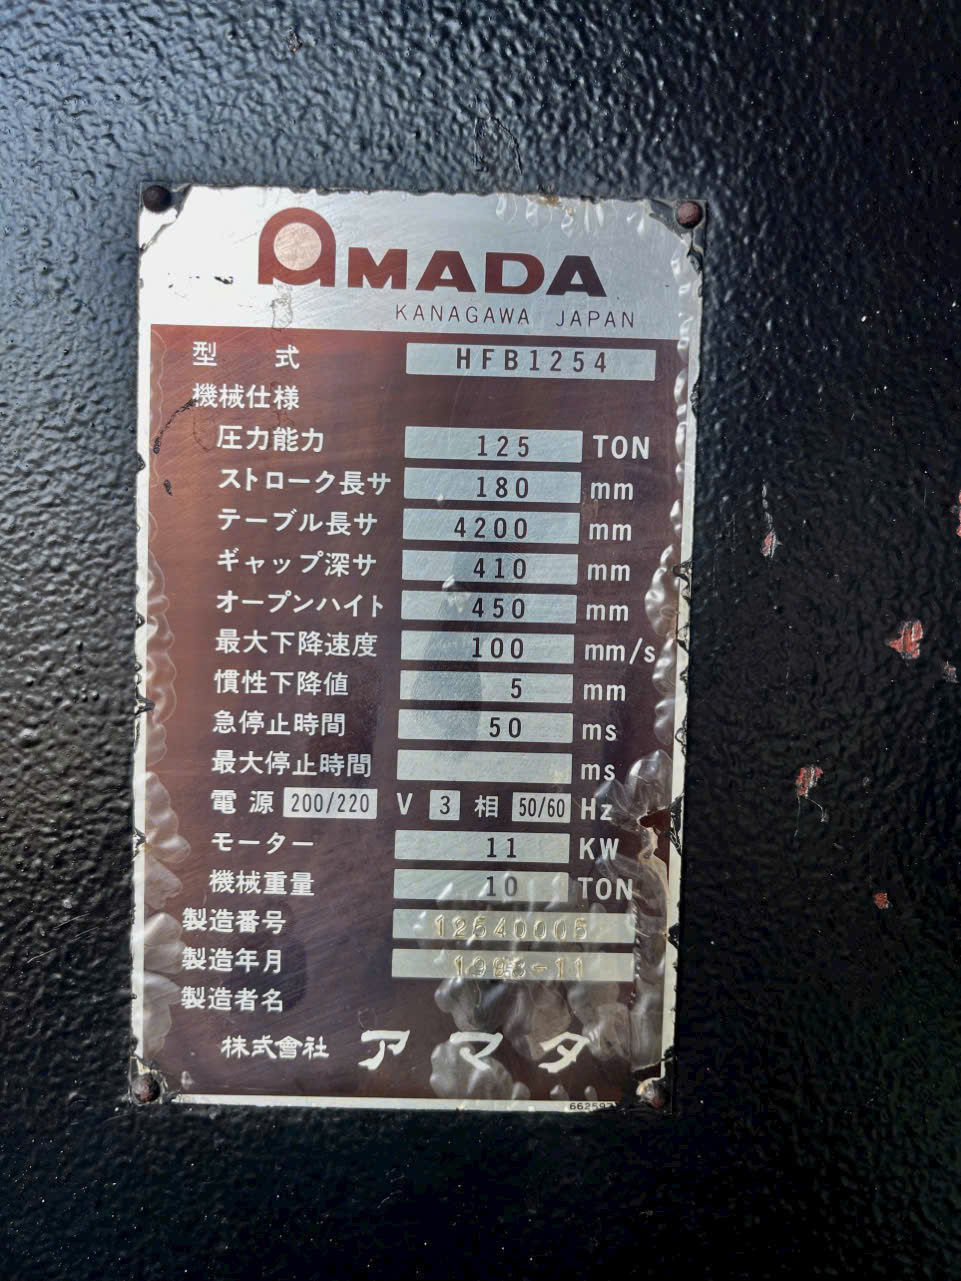 AMADA
KANAGAWA JAPAN
型式 HFB1254
機械仕様
圧力能力 125 TON
ストローク長サ 180 mm
テーブル長サ 4200 mm
ギャップ深サ 410 mm
オープンハイト 450 mm
最大下降速度 100 mm/s
慣性下降値 5 mm
急停止時間 50 ms
最大停止時間 ms
電源 200/220 V 3 相 50/60 Hz
モーター 11 KW
機械重量 10 TON
製造番号 12540005
製造年月
製造者名
株式會社 アマダ